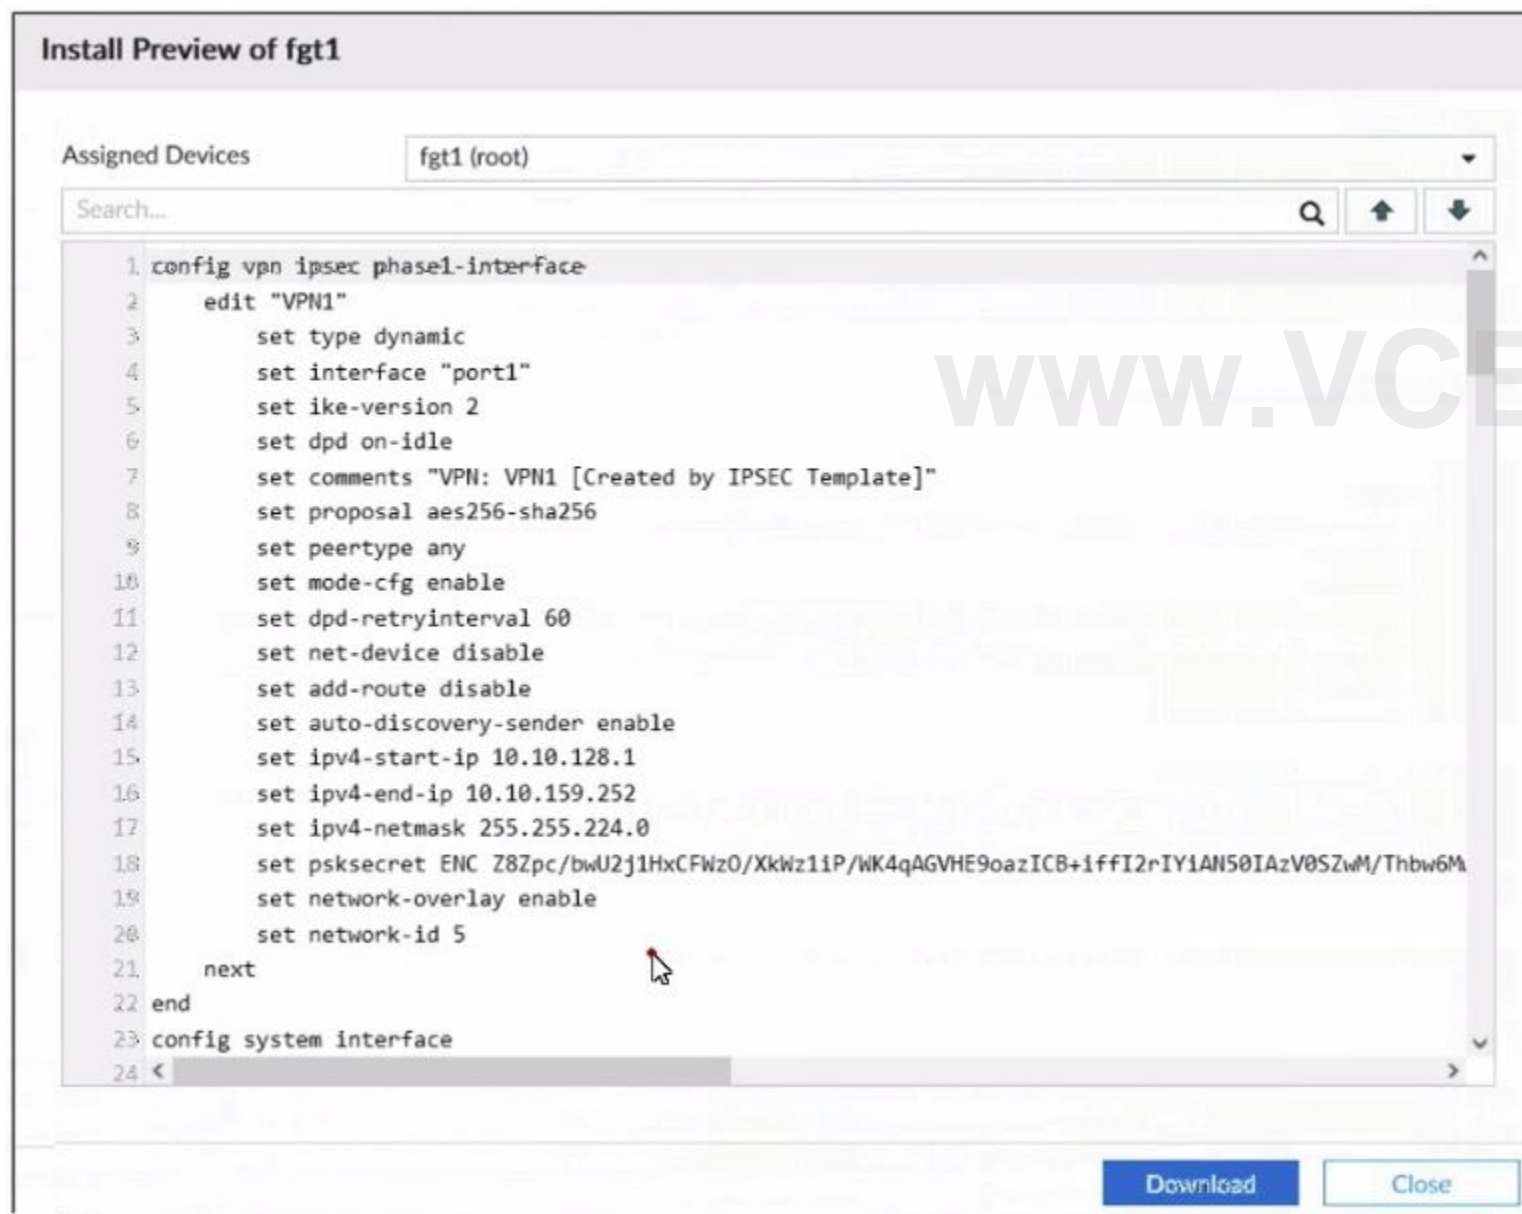 Install Preview of fgt1
Assigned Devices
fgt1 (root)
Search...
1 config vpn ipsec phase1-interface
2 edit "VPN1"
3 set type dynamic
4 set interface "port1"
5 set ike-version 2
6 set dpd on-idle
7 set comments "VPN: VPN1 [Created by IPSEC Template]"
8 set proposal aes256-sha256
9 set peertype any
10 set mode-cfg enable
11 set dpd-retryinterval 60
12 set net-device disable
13 set add-route disable
14 set auto-discovery-sender enable
15 set ipv4-start-ip 10.10.128.1
16 set ipv4-end-ip 10.10.159.252
17 set ipv4-netmask 255.255.224.0
18 set psksecret ENC
19 set network-overlay enable
20 set network-id 5
21 next
22 end
23 config system interface
24
www.VCE
Download
Close